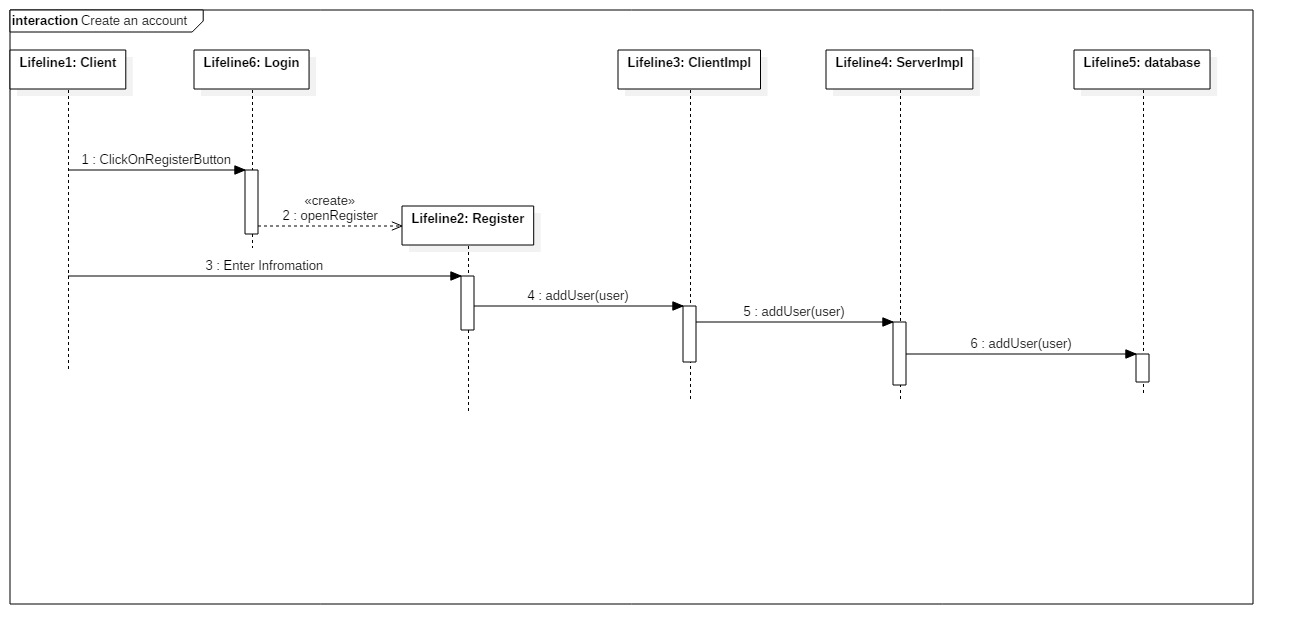 interaction Create an account
Lifeline1: Client
Lifeline6: Login
Lifeline3: ClientImpl
Lifeline4: ServerImpl
Lifeline5: database
1 : ClickOnRegisterButton
«create»
2 : openRegister
Lifeline2: Register
3 : Enter Infromation
4 : addUser(user)
5 : addUser(user)
6 : addUser(user)